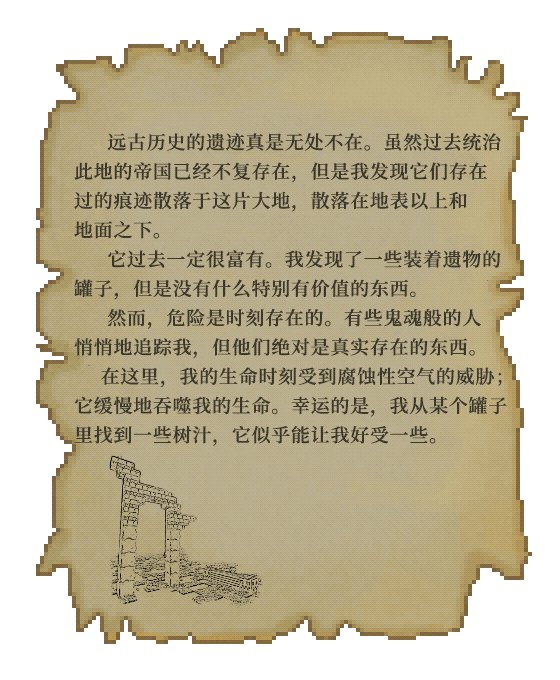 远古历史的遗迹真是无处不在。虽然过去统治
此地的帝国已经不复存在，但是我发现它们存在
过的痕迹散落于这片大地，散落在地表以上和
地面之下。
它过去一定很富有。我发现了一些装着遗物的
罐子，但是没有什么特别有价值的东西。
然而，危险是时刻存在的。有些鬼魂般的人
悄悄地追踪我，但他们绝对是真实存在的东西。
在这里，我的生命时刻受到腐蚀性空气的威胁；
它缓慢地吞噬我的生命。幸运的是，我从某个罐子
里找到一些树汁，它似乎能让我好受一些。